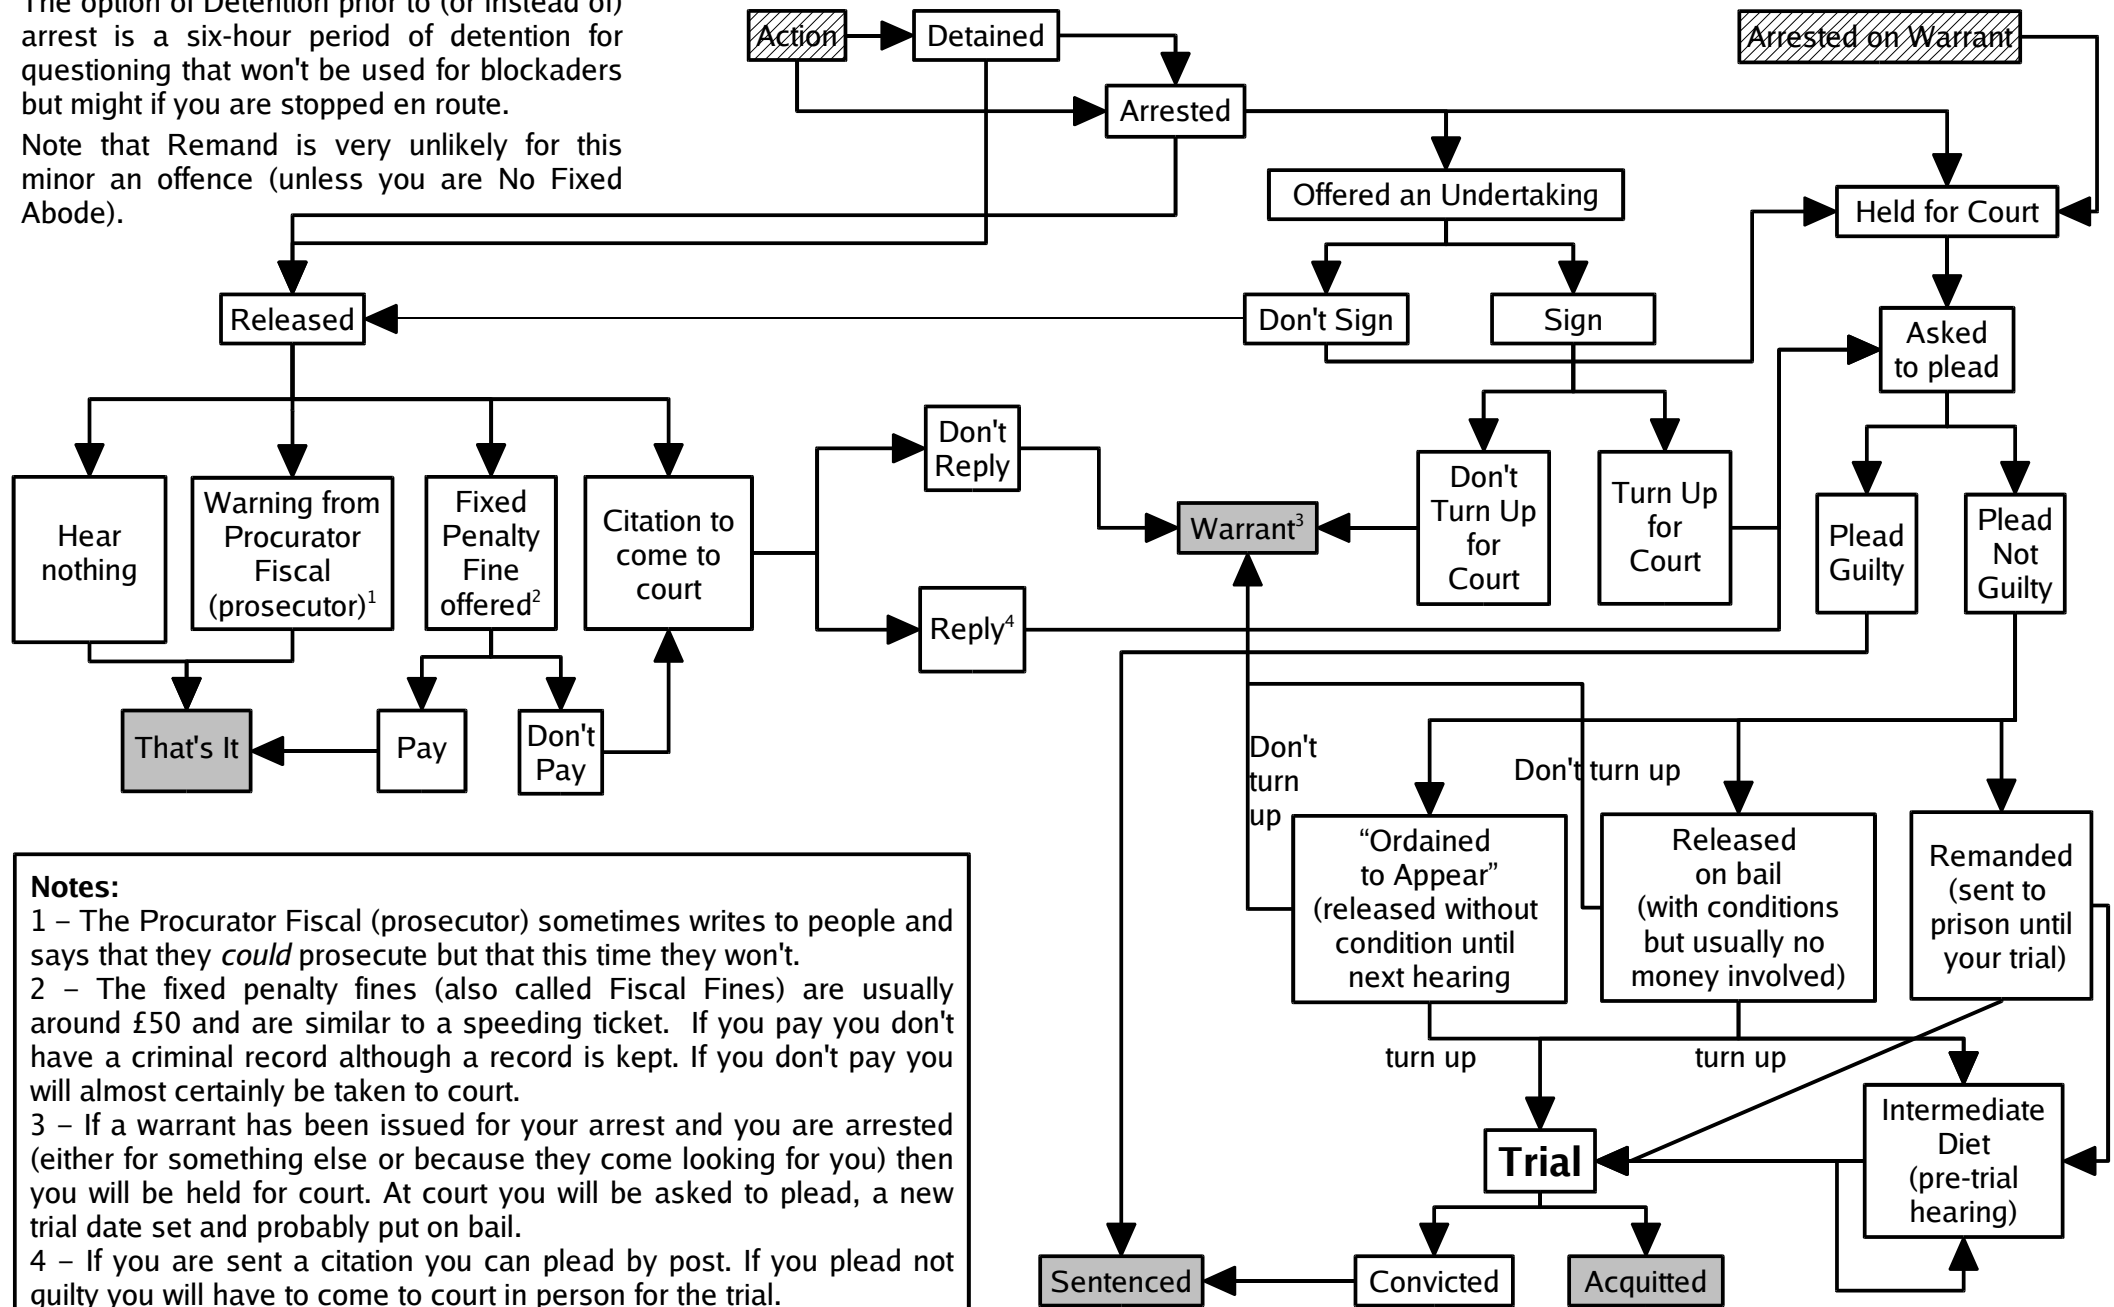 The option of Detention prior to (or instead of)
arrest is a six-hour period of detention for
questioning that won't be used for blockaders
but might if you are stopped en route.
Note that Remand is very unlikely for this
minor an offence (unless you are No Fixed
Abode).
Action
Detained
Arrested on Warrant
Arrested
Offered an Undertaking
Held for Court
Released
Don't Sign
Sign
Asked
to plead
Hear
nothing
Warning from
Procurator
Fiscal
(prosecutor)1
Fixed
Penalty
Fine
offered2
Citation to
come to
court
Don't
Reply
Reply4
Warrant3
Don't
Turn Up
for
Court
Turn Up
for
Court
Plead
Guilty
Plead
Not
Guilty
That's It
Pay
Don't
Pay
Don't
turn
up
Don't turn up
“Ordained
to Appear”
(released without
condition until
next hearing
Released
on bail
(with conditions
but usually no
money involved)
Remanded
(sent to
prison until
your trial)
turn up
turn up
Trial
Intermediate
Diet
(pre-trial
hearing)
Sentenced
Convicted
Acquitted
Notes:
1 – The Procurator Fiscal (prosecutor) sometimes writes to people and
says that they could prosecute but that this time they won't.
2 – The fixed penalty fines (also called Fiscal Fines) are usually
around £50 and are similar to a speeding ticket. If you pay you don't
have a criminal record although a record is kept. If you don't pay you
will almost certainly be taken to court.
3 – If a warrant has been issued for your arrest and you are arrested
(either for something else or because they come looking for you) then
you will be held for court. At court you will be asked to plead, a new
trial date set and probably put on bail.
4 – If you are sent a citation you can plead by post. If you plead not
guilty you will have to come to court in person for the trial.